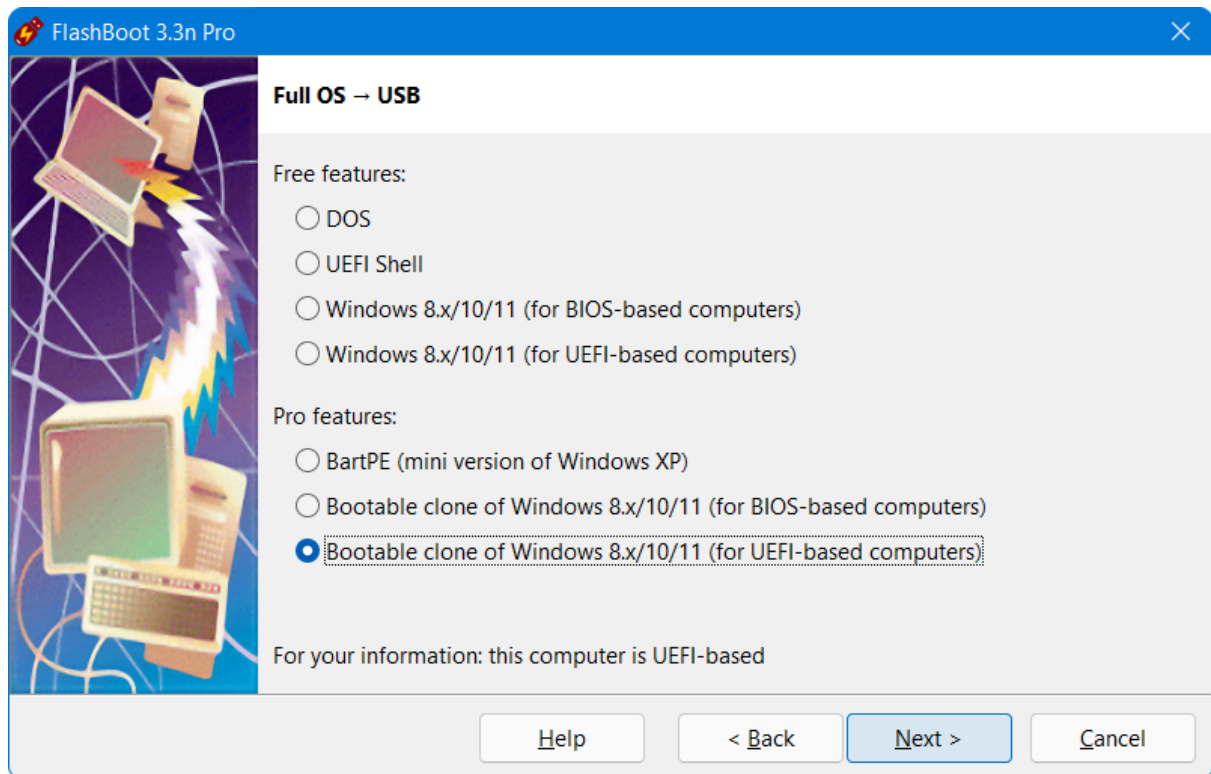 FlashBoot 3.3n Pro
Full OS → USB
Free features:
DOS
UEFI Shell
Windows 8.x/10/11 (for BIOS-based computers)
Windows 8.x/10/11 (for UEFI-based computers)
Pro features:
BartPE (mini version of Windows XP)
Bootable clone of Windows 8.x/10/11 (for BIOS-based computers)
Bootable clone of Windows 8.x/10/11 (for UEFI-based computers)
For your information: this computer is UEFI-based
Help
< Back
Next >
Cancel